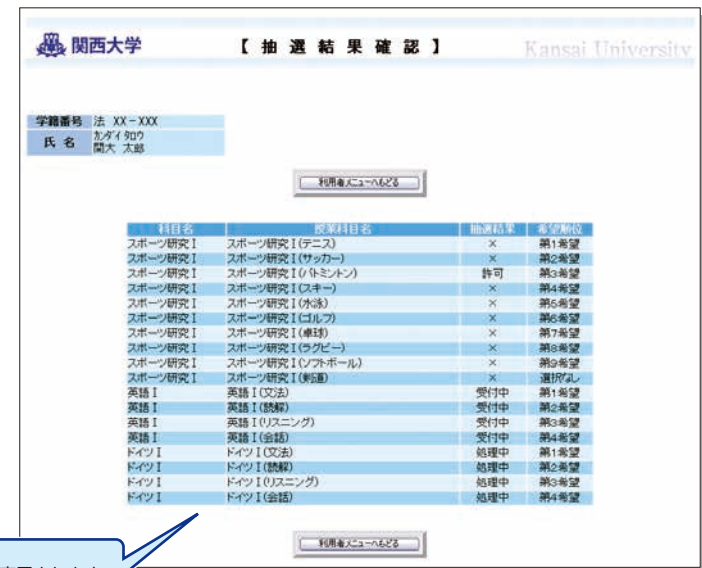 関西大学
【 抽 選 結 果 確 認 】
Kansai University
学籍番号 法 XX-XXX
氏 名 カンダイ タロウ
関大 太郎
利用者メニューへもどる
科目名 授業科目名 抽選結果 希望順位
スポーツ研究Ⅰ スポーツ研究Ⅰ(テニス) × 第1希望
スポーツ研究Ⅰ スポーツ研究Ⅰ(サッカー) × 第2希望
スポーツ研究Ⅰ スポーツ研究Ⅰ(バトミントン) 許可 第3希望
スポーツ研究Ⅰ スポーツ研究Ⅰ(スキー) × 第4希望
スポーツ研究Ⅰ スポーツ研究Ⅰ(水泳) × 第5希望
スポーツ研究Ⅰ スポーツ研究Ⅰ(ゴルフ) × 第6希望
スポーツ研究Ⅰ スポーツ研究Ⅰ(卓球) × 第7希望
スポーツ研究Ⅰ スポーツ研究Ⅰ(ラグビー) × 第8希望
スポーツ研究Ⅰ スポーツ研究Ⅰ(ソフトボール) × 第9希望
スポーツ研究Ⅰ スポーツ研究Ⅰ(剣道) × 選択なし
英語Ⅰ 英語Ⅰ(文法) 受付中 第1希望
英語Ⅰ 英語Ⅰ(読解) 受付中 第2希望
英語Ⅰ 英語Ⅰ(リスニング) 受付中 第3希望
英語Ⅰ 英語Ⅰ(会話) 受付中 第4希望
ドイツⅠ ドイツⅠ(文法) 処理中 第1希望
ドイツⅠ ドイツⅠ(読解) 処理中 第2希望
ドイツⅠ ドイツⅠ(リスニング) 処理中 第3希望
ドイツⅠ ドイツⅠ(会話) 処理中 第4希望
利用者メニューへもどる